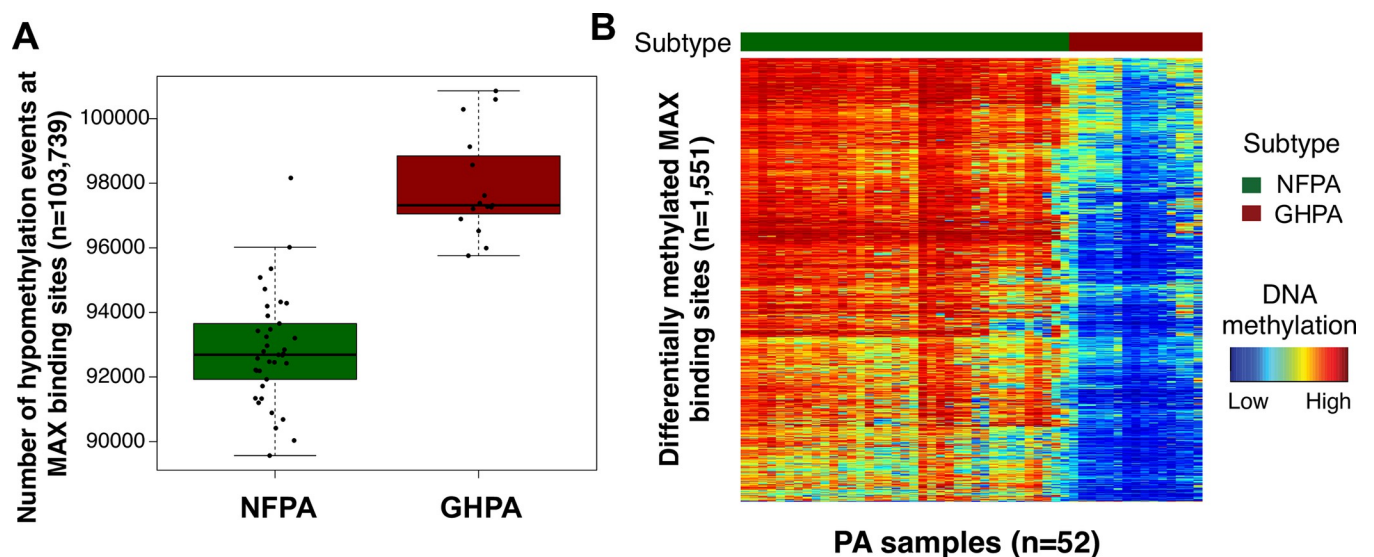 A
Number of hypomethylation events at
MAX binding sites (n=103,739)
100000
98000
96000
94000
92000
90000
NFPA
GHPA
B
Subtype
Differentially methylated MAX
binding sites (n=1,551)
PA samples (n=52)
Subtype
NFPA
GHPA
DNA
methylation
Low High